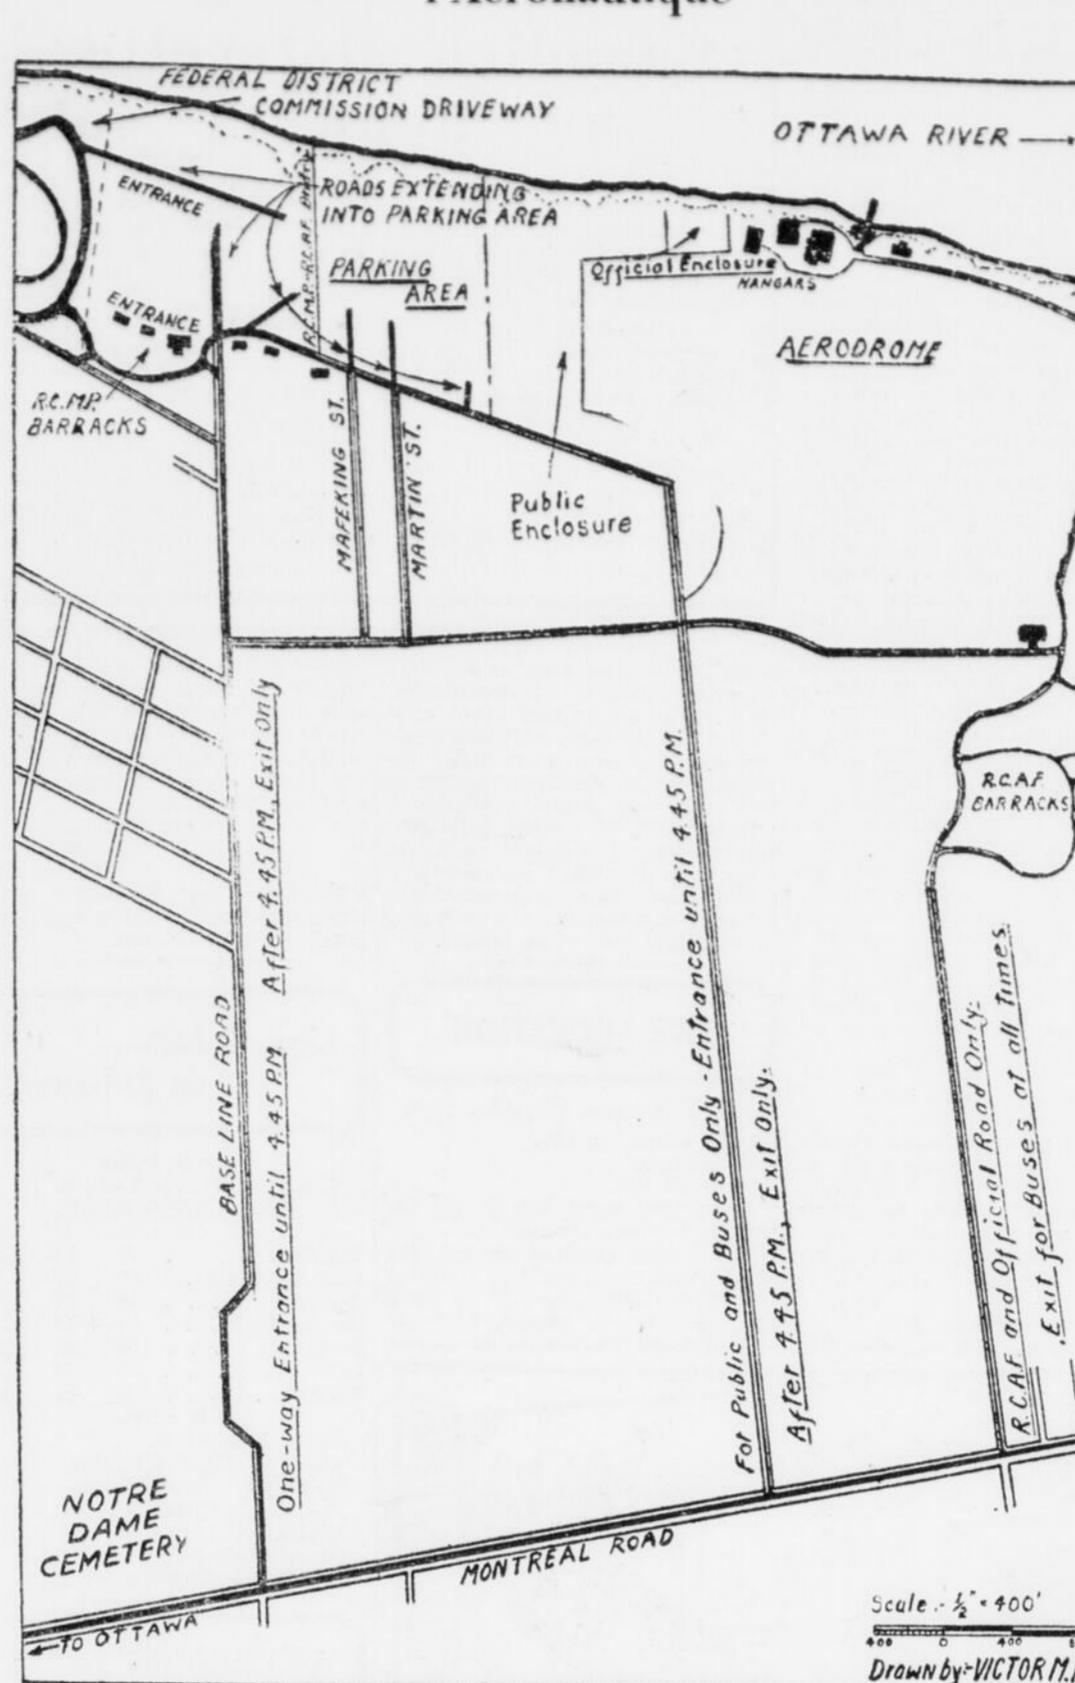 l'Aéronautique
FEDERAL DISTRICT
COMMISSION DRIVEWAY
OTTAWA RIVER
ENTRANCE
ROADS EXTENDING
INTO PARKING AREA
R.C.M.P.-R.C.A.F.
PARKING
AREA
Official Enclosure
HANGARS
AERODROME
ENTRANCE
R.C.M.P.
BARRACKS
MAFEKING ST.
MARTIN ST.
Public
Enclosure
R.C.A.F.
BARRACKS
BASE LINE ROAD
One-way Entrance until 4.45 P.M. After 4.45 P.M., Exit Only
For Public and Buses Only - Entrance until 4.45 P.M.
After 4.45 P.M., Exit Only.
R.C.A.F. and Official Road Only.
Exit for Buses at all Times.
NOTRE
DAME
CEMETERY
MONTREAL ROAD
TO OTTAWA
Scale :- ½" = 400'
400 0 400
Drawn by:- VICTOR M.